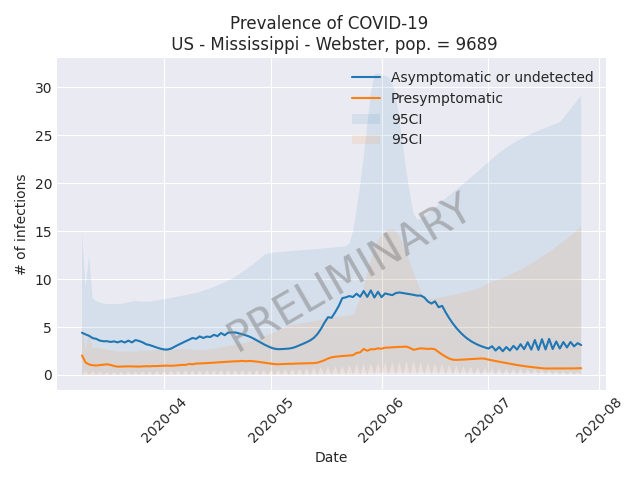 Prevalence of COVID-19
US - Mississippi - Webster, pop. = 9689
Asymptomatic or undetected
Presymptomatic
95CI
95CI
PRELIMINARY
# of infections
30
25
20
15
10
5
0
2020-04
2020-05
2020-06
2020-07
2020-08
Date